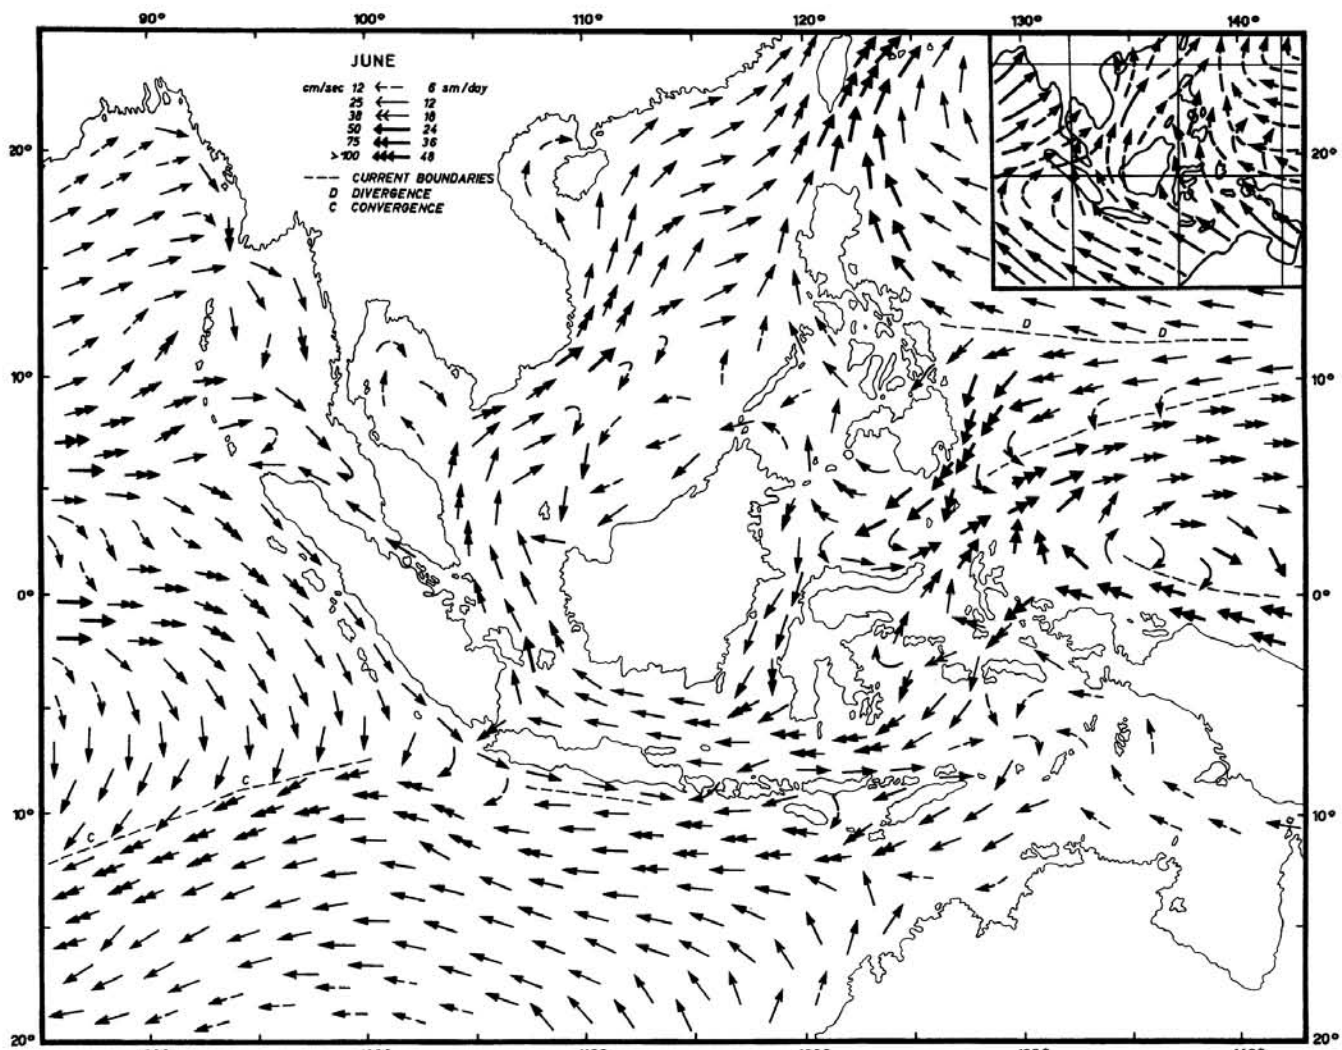 90° 100° 110° 120° 130° 140°
JUNE
cm/sec 12 6 sm/day
25 12
38 18
50 24
75 36
>100 48
CURRENT BOUNDARIES
D DIVERGENCE
C CONVERGENCE
20° 20°
D D
10° 10°
0° 0°
C
C
10° 10°
20° 20°